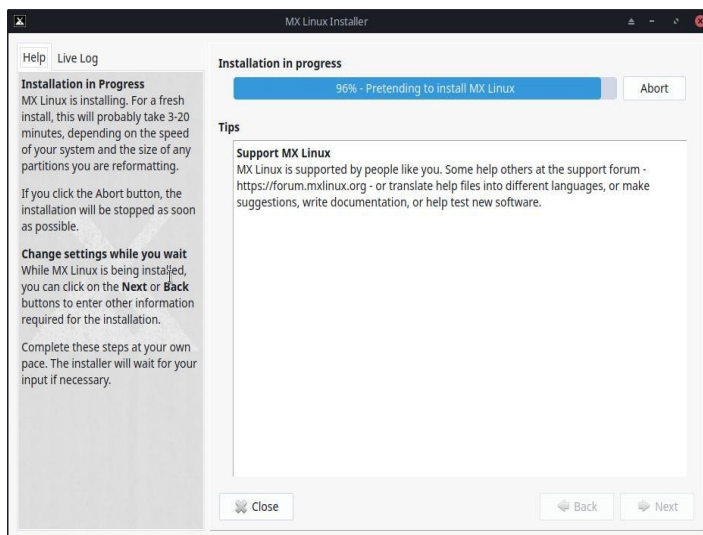 MX Linux Installer
Help
Live Log
Installation in Progress
MX Linux is installing. For a fresh
install, this will probably take 3-20
minutes, depending on the speed
of your system and the size of any
partitions you are reformatting.
If you click the Abort button, the
installation will be stopped as soon
as possible.
Change settings while you wait
While MX Linux is being installed,
you can click on the Next or Back
buttons to enter other information
required for the installation.
Complete these steps at your own
pace. The installer will wait for your
input if necessary.
Installation in progress
96% - Pretending to install MX Linux
Abort
Tips
Support MX Linux
MX Linux is supported by people like you. Some help others at the support forum -
https://forum.mxlinux.org - or translate help files into different languages, or make
suggestions, write documentation, or help test new software.
Close
Back
Next